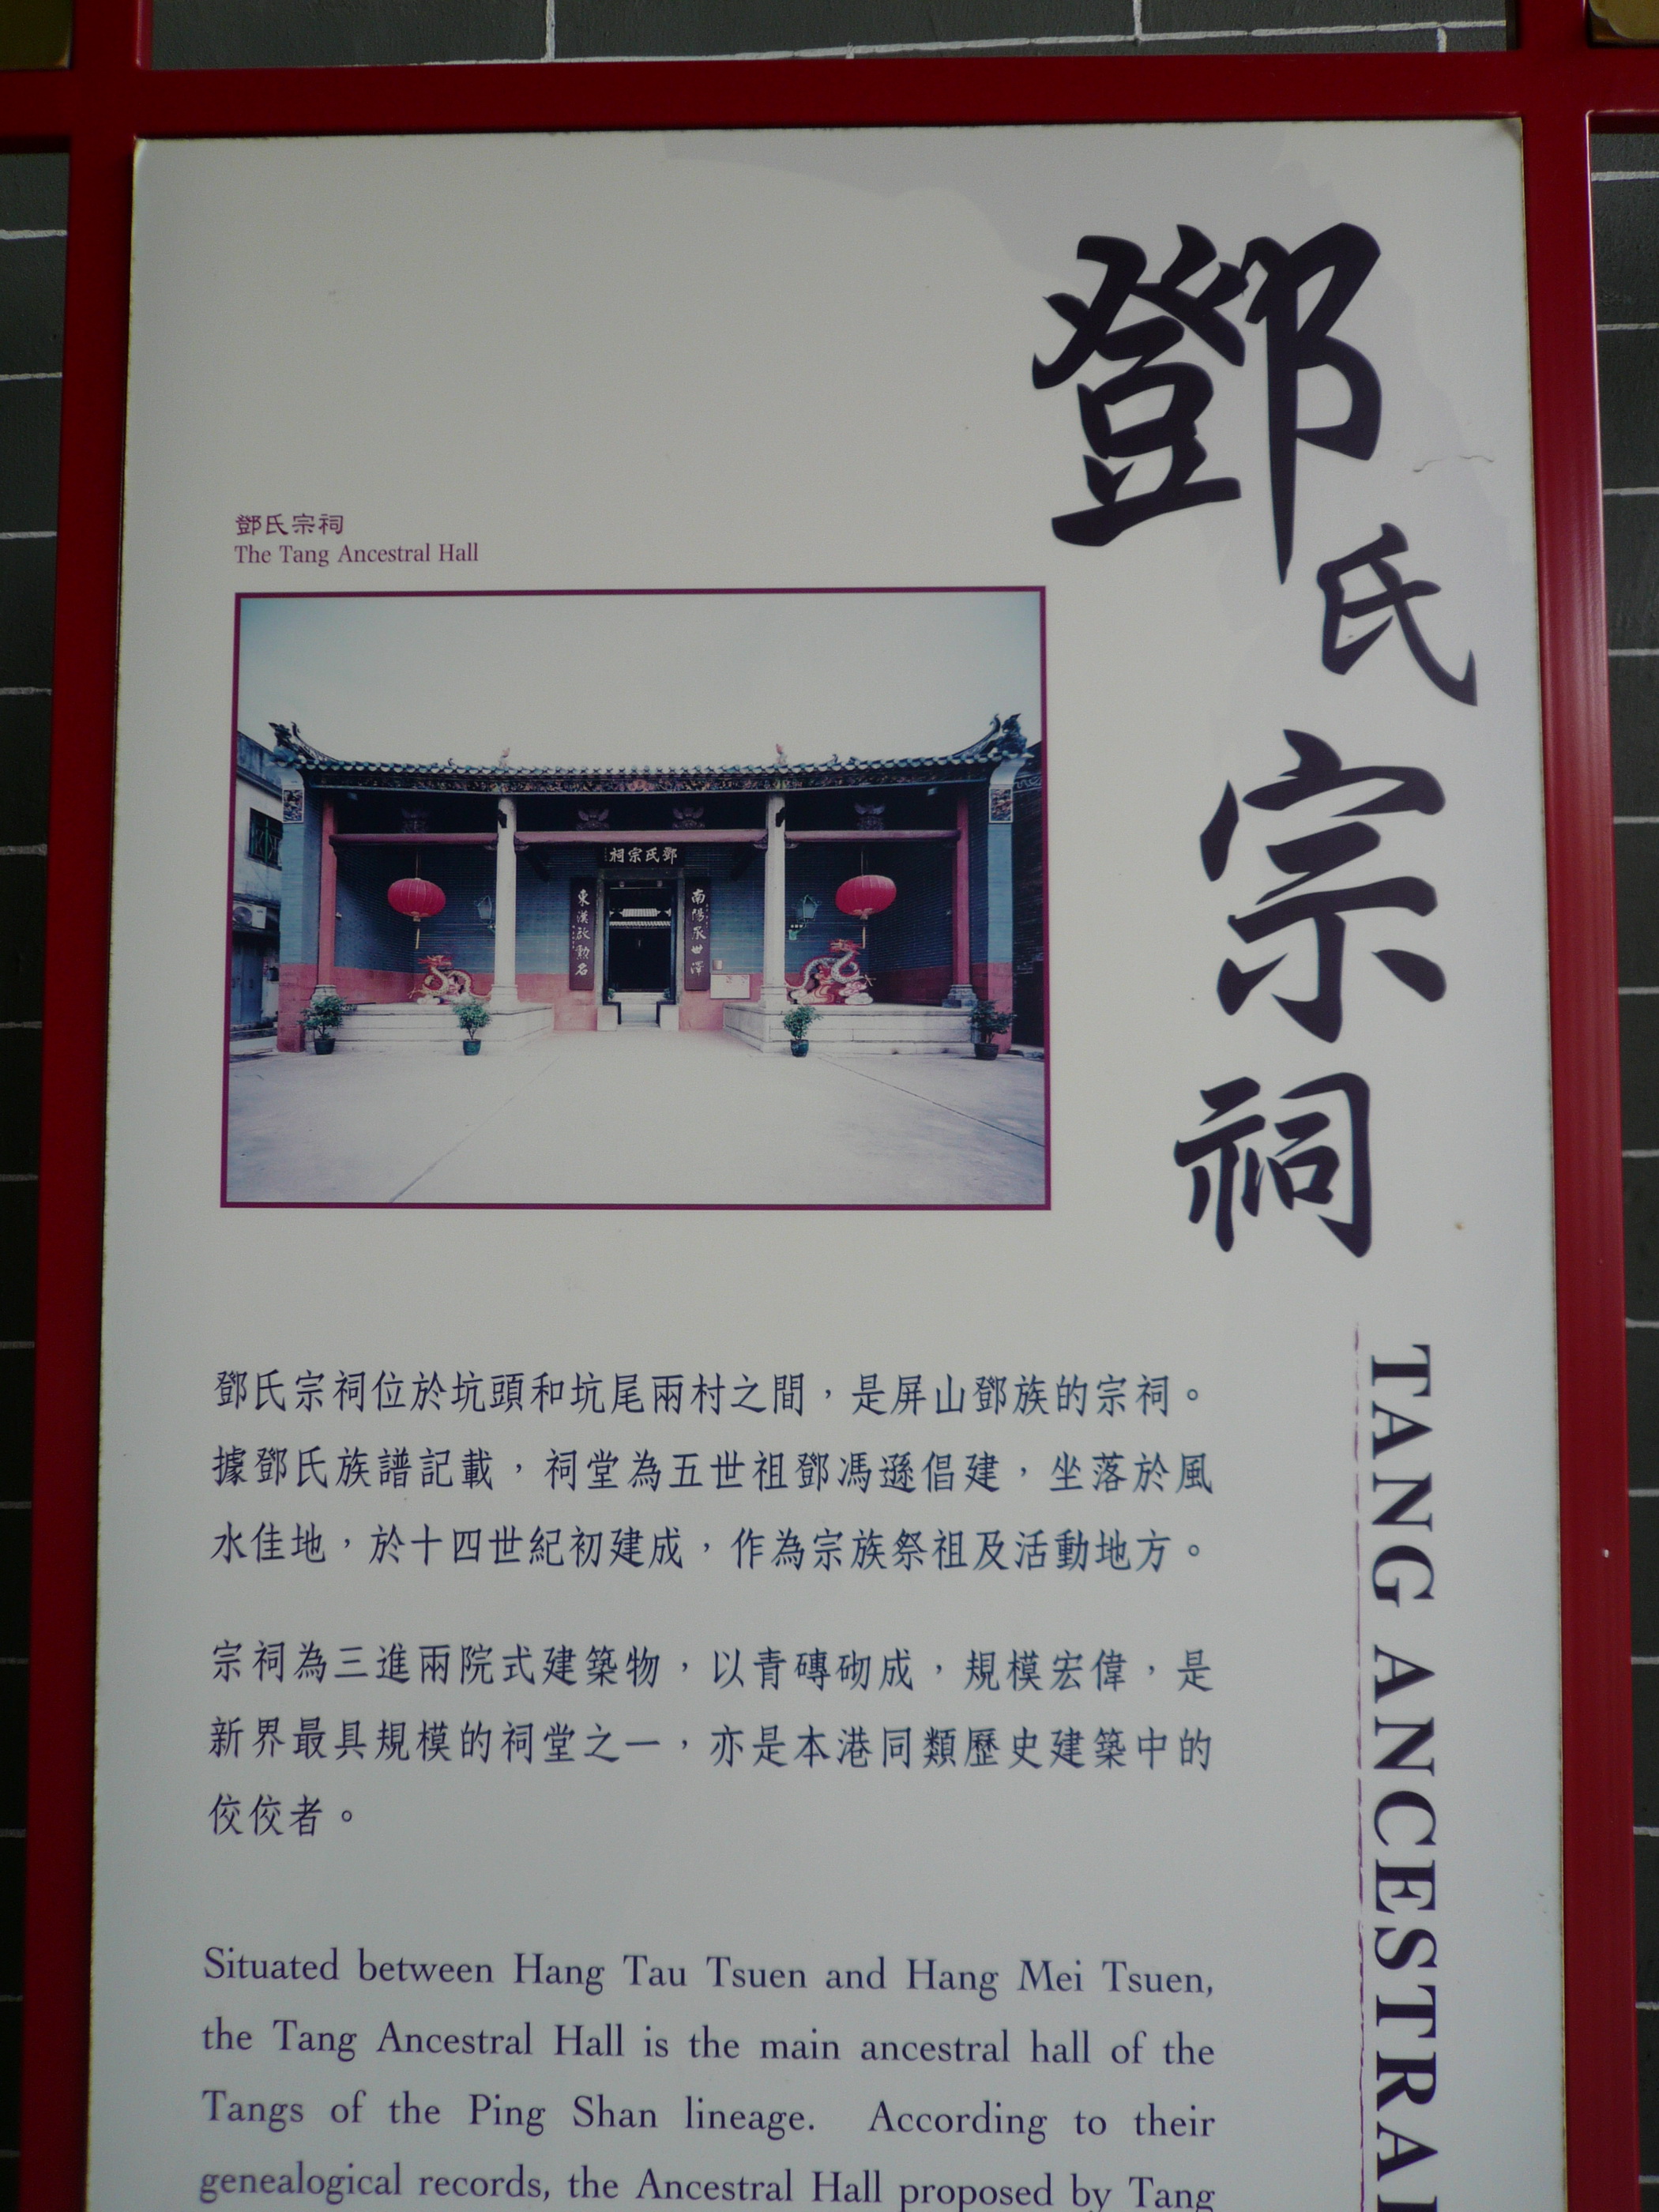 鄧氏宗祠
鄧氏宗祠
The Tang Ancestral Hall
鄧氏宗祠
南陽承世澤
東漢啟勳名
TANG ANCESTRAL
鄧氏宗祠位於坑頭和坑尾兩村之間，是屏山鄧族的宗祠。
據鄧氏族譜記載，祠堂為五世祖鄧馮遜倡建，坐落於風
水佳地，於十四世紀初建成，作為宗族祭祖及活動地方。
宗祠為三進兩院式建築物，以青磚砌成，規模宏偉，是
新界最具規模的祠堂之一，亦是本港同類歷史建築中的
佼佼者。
Situated between Hang Tau Tsuen and Hang Mei Tsuen,
the Tang Ancestral Hall is the main ancestral hall of the
Tangs of the Ping Shan lineage. According to their
genealogical records, the Ancestral Hall proposed by Tang